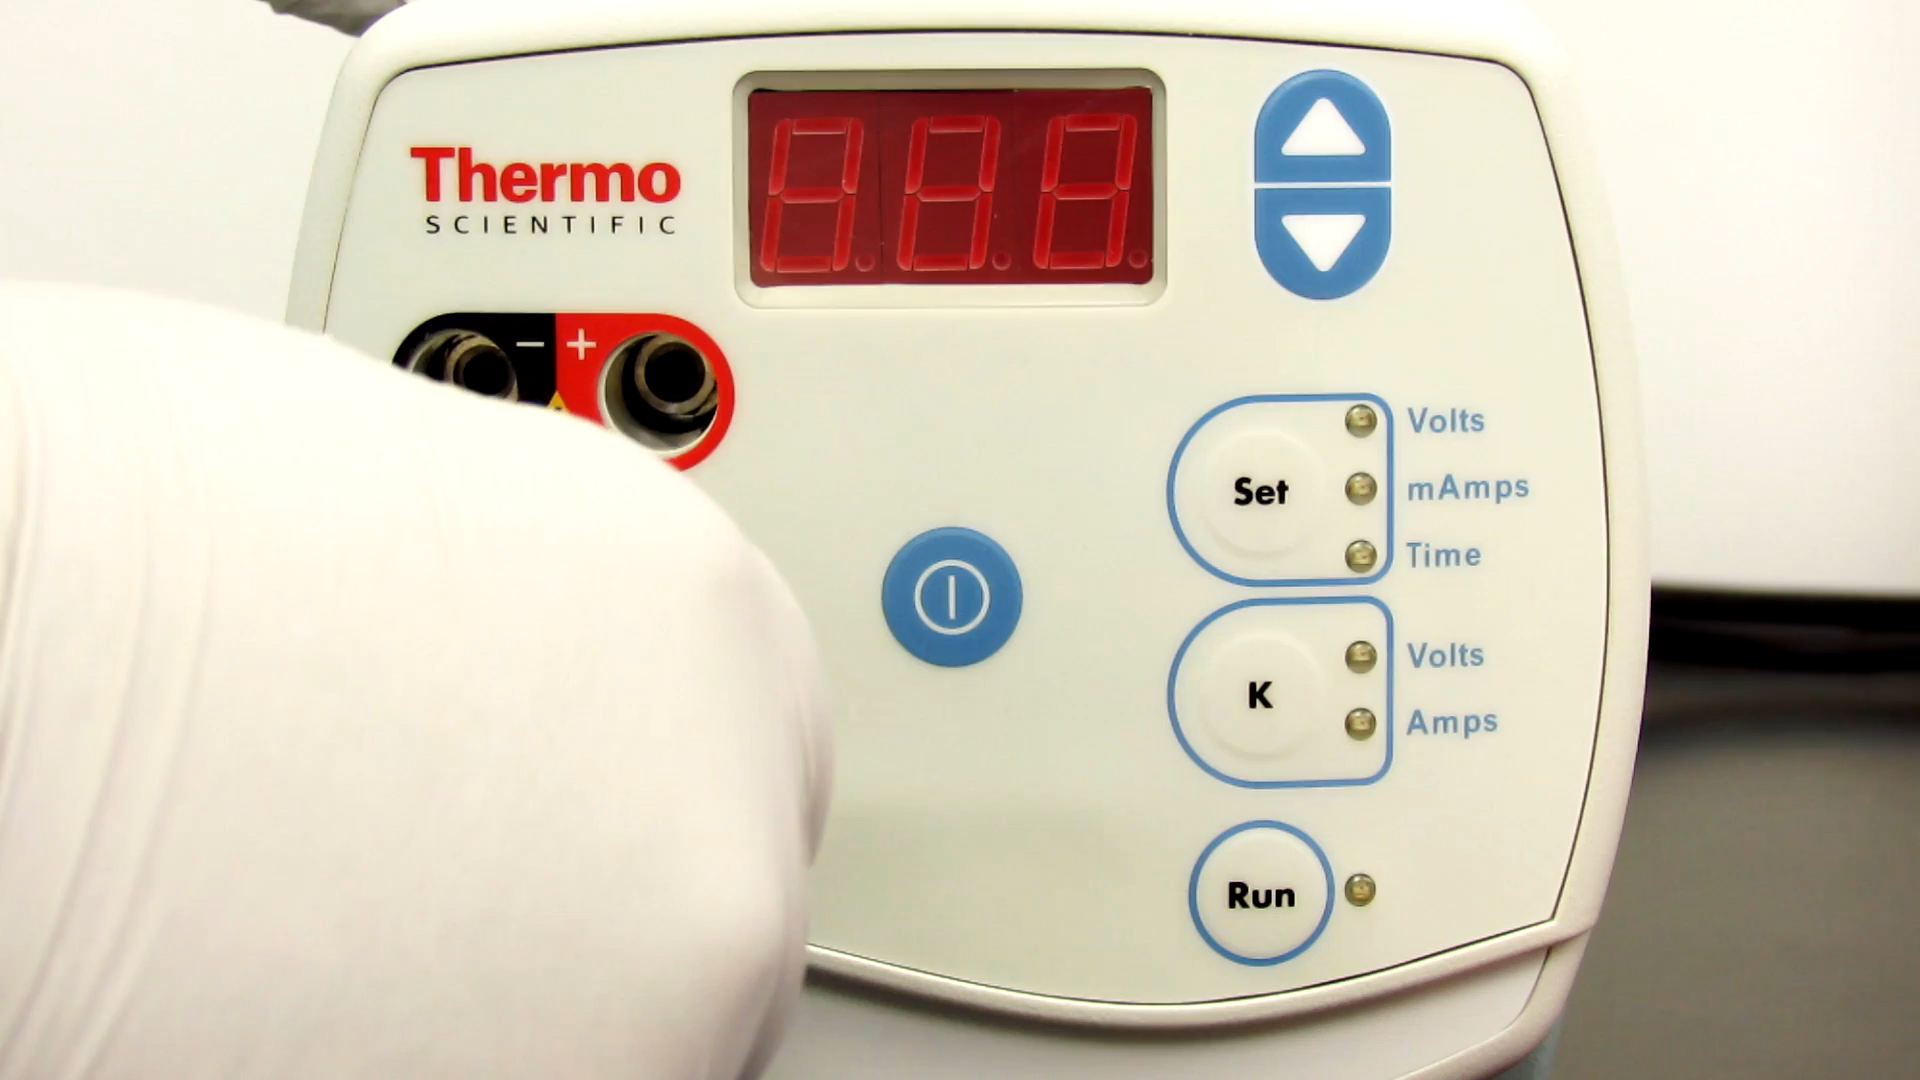 Thermo
SCIENTIFIC
− +
Set
Volts
mAmps
Time
K
Volts
Amps
Run